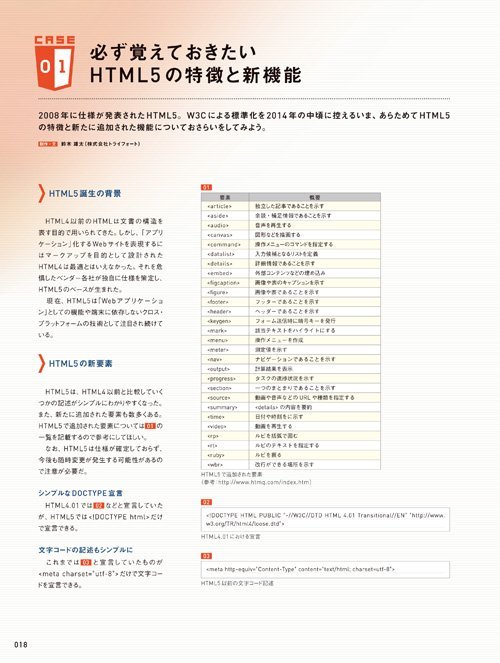 CASE
01
必ず覚えておきたい
HTML5の特徴と新機能
2008年に仕様が発表されたHTML5。W3Cによる標準化を2014年の中頃に控えるいま、あらためてHTML5
の特徴と新たに追加された機能についておさらいをしてみよう。
制作・文 鈴木 雄太(株式会社トライフォート)
HTML5誕生の背景
HTML4以前のHTMLは文書の構造を
表す目的で用いられてきた。しかし、「アプリ
ケーション」化するWebサイトを表現するに
はマークアップを目的として設計された
HTML4は最適とはいえなかった。それを危
惧したベンダー各社が独自に仕様を策定し、
HTML5のベースが生まれた。
現在、HTML5は「Webアプリケーショ
ン」としての機能や端末に依存しないクロス・
プラットフォームの技術として注目され続けて
いる。
HTML5の新要素
HTML5は、HTML4以前と比較していく
つかの記述がシンプルにわかりやすくなった。
また、新たに追加された要素も数多くある。
HTML5で追加された要素については01の
一覧を記載するので参考にしてほしい。
なお、HTML5は仕様が確定しておらず、
今後も随時変更が発生する可能性があるの
で注意が必要だ。
シンプルなDOCTYPE宣言
HTML4.01では02などと宣言していた
が、HTML5では<!DOCTYPE html>だけ
で宣言できる。
文字コードの記述もシンプルに
これまでは03と宣言していたものが
<meta charset="utf-8">だけで文字コー
ドを宣言できる。
01
要素 概要
<article> 独立した記事であることを示す
<aside> 余談・補足情報であることを示す
<audio> 音声を再生する
<canvas> 図形などを描画する
<command> 操作メニューのコマンドを指定する
<datalist> 入力候補となるリストを定義
<details> 詳細情報であることを示す
<embed> 外部コンテンツなどの埋め込み
<figcaption> 画像や表のキャプションを示す
<figure> 画像や表であることを示す
<footer> フッターであることを示す
<header> ヘッダーであることを示す
<keygen> フォーム送信時に暗号キーを発行
<mark> 該当テキストをハイライトにする
<menu> 操作メニューを作成
<meter> 測定値を示す
<nav> ナビゲーションであることを示す
<output> 計算結果を表示
<progress> タスクの進捗状況を示す
<section> 一つのまとまりであることを示す
<source> 動画や音声などのURLや種類を指定する
<summary> <details>の内容を要約
<time> 日付や時刻をに示す
<video> 動画を再生する
<rp> ルビを括弧で囲む
<rt> ルビのテキストを指定する
<ruby> ルビを振る
<wbr> 改行ができる場所を示す
HTML5で追加された要素
(参考:http://www.htmq.com/index.htm)
02
<!DOCTYPE HTML PUBLIC "-//W3C//DTD HTML 4.01 Transitional//EN" "http://www.
w3.org/TR/html4/loose.dtd">
HTML4.01における宣言
03
<meta http-equiv="Content-Type" content="text/html; charset=utf-8">
HTML5以前の文字コード記述
018